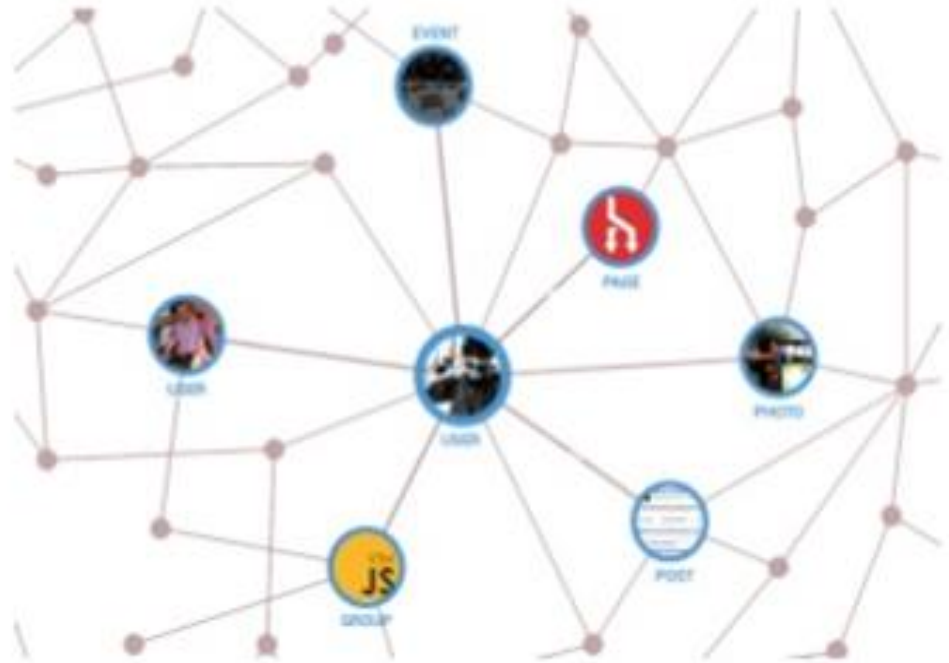 EVENT
PAGE
USER
USER
PHOTO
POST
JS
GROUP